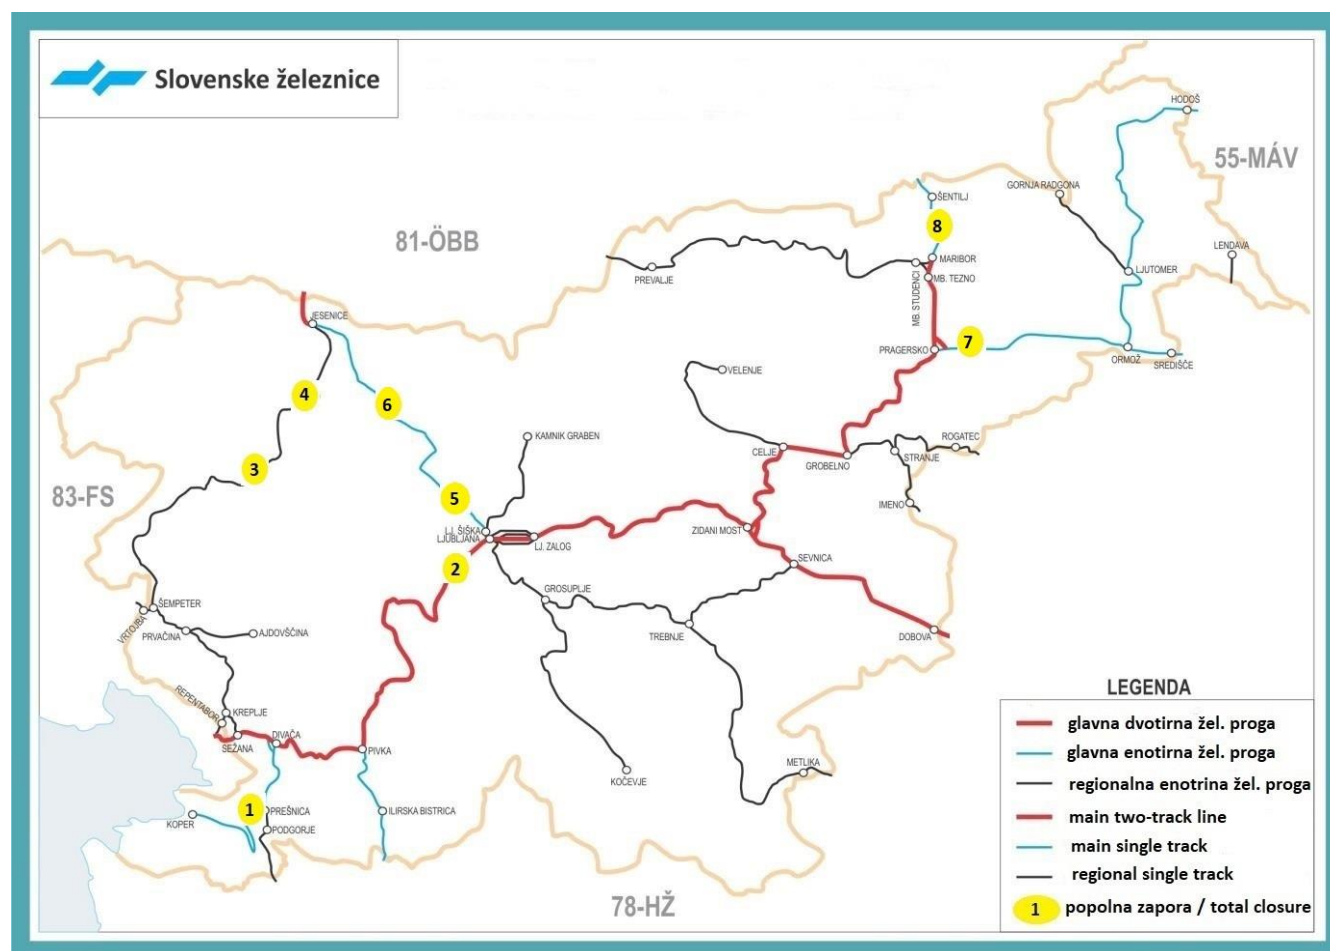 Slovenske železnice
HODOŠ
55-MÁV
GORNJA RADGONA
ŠENTILJ
8
81-ÖBB
LENDAVA
MARIBOR
LJUTOMER
PREVALJE
MB. TEZNO
MB. STUDENCI
JESENICE
7
PRAGERSKO
ORMOŽ
SREDIŠČE
VELENJE
4
6
KAMNIK GRABEN
ROGATEC
CELJE
STRANJE
GROBELNO
3
83-FS
5
IMENO
LJ. ŠIŠKA
LJUBLJANA
ZIDANI MOST
LJ. ZALOG
SEVNICA
2
GROSUPLJE
ŠEMPETER
VRTOJBA
PRVAČINA
AJDOVŠČINA
TREBNJE
DOBOVA
REPENTABOR
KREPLJE
SEŽANA
DIVAČA
PIVKA
METLIKA
KOČEVJE
1
PREŠNICA
ILIRSKA BISTRICA
KOPER
PODGORJE
78-HŽ
LEGENDA
glavna dvotirna žel. proga
glavna enotirna žel. proga
regionalna enotrina žel. proga
main two-track line
main single track
regional single track
1 popolna zapora / total closure